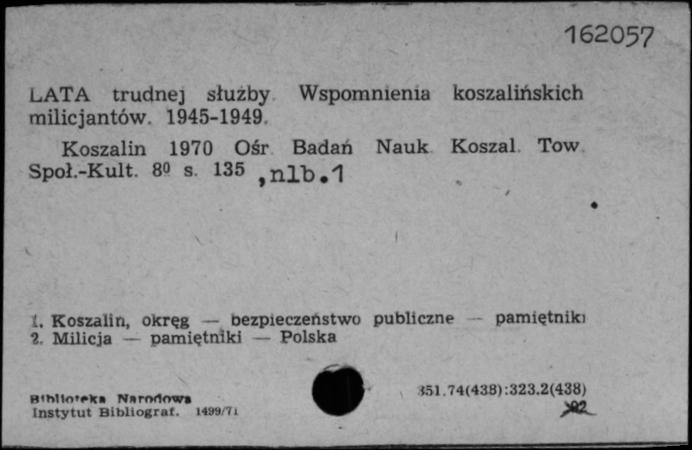 162057
LATA trudnej służby. Wspomnienia koszalińskich
milicjantów. 1945-1949.
Koszalin 1970 Ośr. Badań Nauk. Koszal. Tow.
Społ.-Kult. 8º s. 135 ,nlb.1
1. Koszalin, okręg — bezpieczeństwo publiczne — pamiętniki
2. Milicja — pamiętniki — Polska
Biblioteka Narodowa
Instytut Bibliograf. 1499/71
351.74(438):323.2(438)